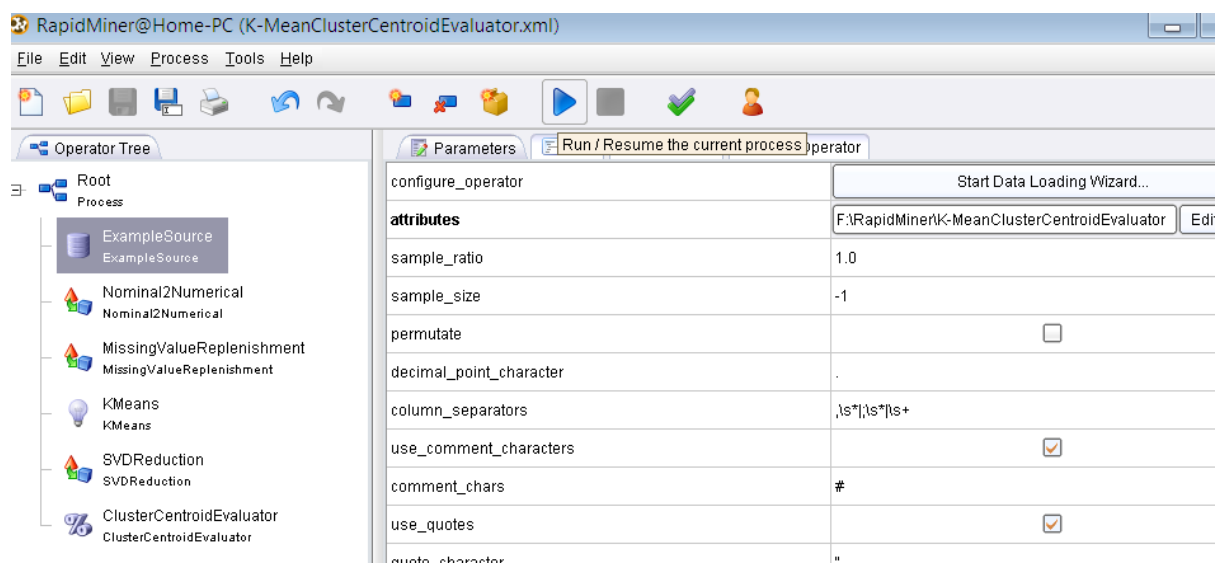 RapidMiner@Home-PC (K-MeanClusterCentroidEvaluator.xml)
File Edit View Process Tools Help
Operator Tree
Root
Process
ExampleSource
ExampleSource
Nominal2Numerical
Nominal2Numerical
MissingValueReplenishment
MissingValueReplenishment
KMeans
KMeans
SVDReduction
SVDReduction
ClusterCentroidEvaluator
ClusterCentroidEvaluator
Parameters
Run / Resume the current process
perator
configure_operator Start Data Loading Wizard...
attributes F:\RapidMiner\K-MeanClusterCentroidEvaluator Edi
sample_ratio 1.0
sample_size -1
permutate
decimal_point_character .
column_separators ,\s*|;\s*|\s+
use_comment_characters
comment_chars #
use_quotes
quote_character "